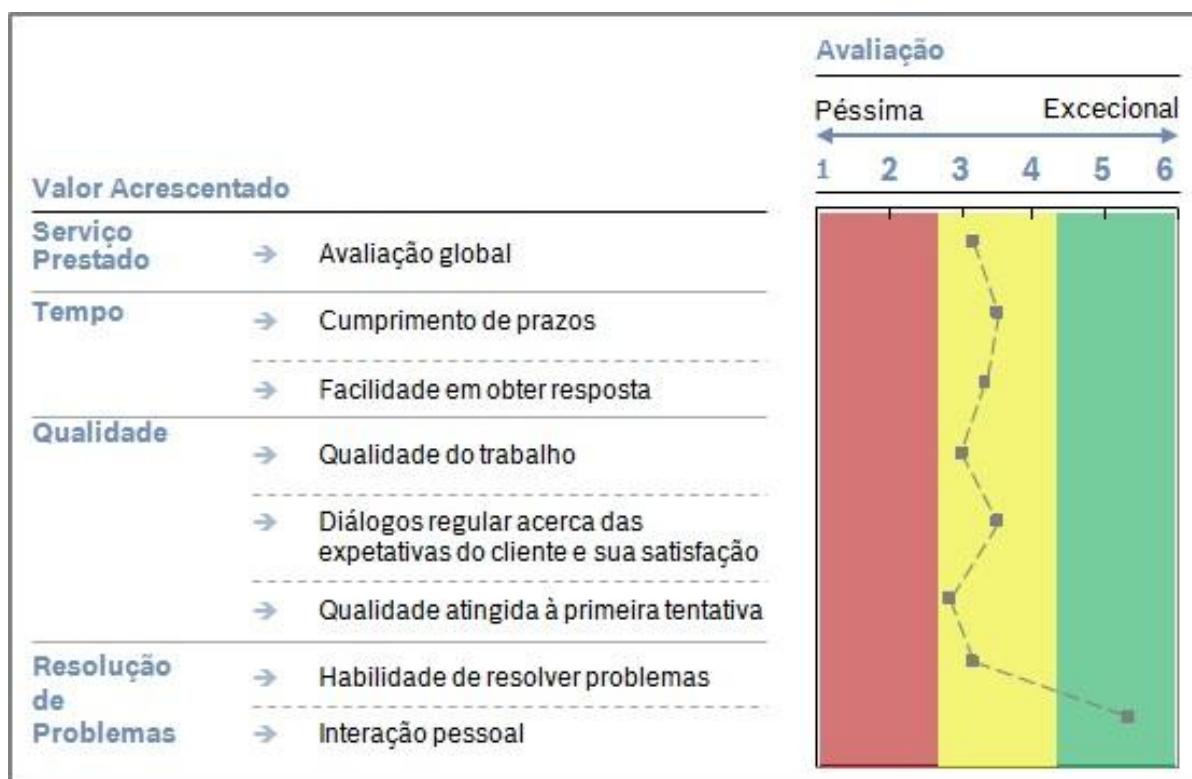 Avaliação
Péssima Excecional
1 2 3 4 5 6
Valor Acrescentado
Serviço
Prestado
→ Avaliação global
Tempo
→ Cumprimento de prazos
→ Facilidade em obter resposta
Qualidade
→ Qualidade do trabalho
→ Diálogos regular acerca das
expetativas do cliente e sua satisfação
→ Qualidade atingida à primeira tentativa
Resolução
de
Problemas
→ Habilidade de resolver problemas
→ Interação pessoal